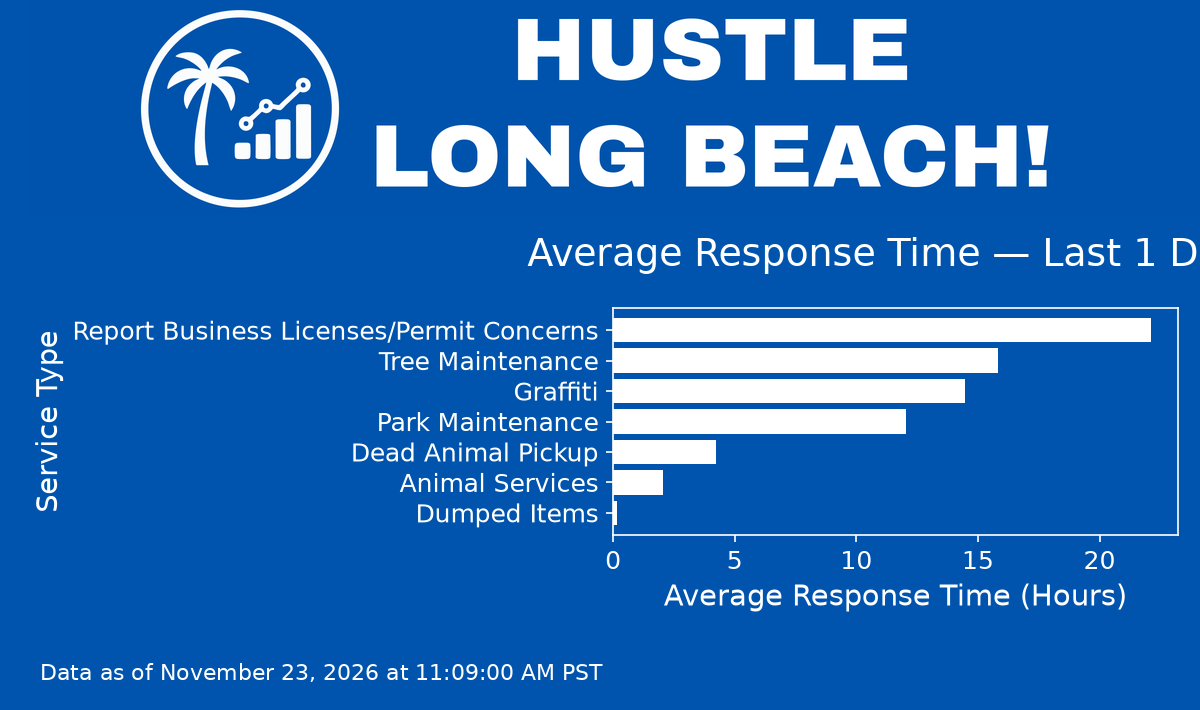 HUSTLE
LONG BEACH!
Average Response Time — Last 1 D
Service Type
Report Business Licenses/Permit Concerns
Tree Maintenance
Graffiti
Park Maintenance
Dead Animal Pickup
Animal Services
Dumped Items
0 5 10 15 20
Average Response Time (Hours)
Data as of November 23, 2026 at 11:09:00 AM PST